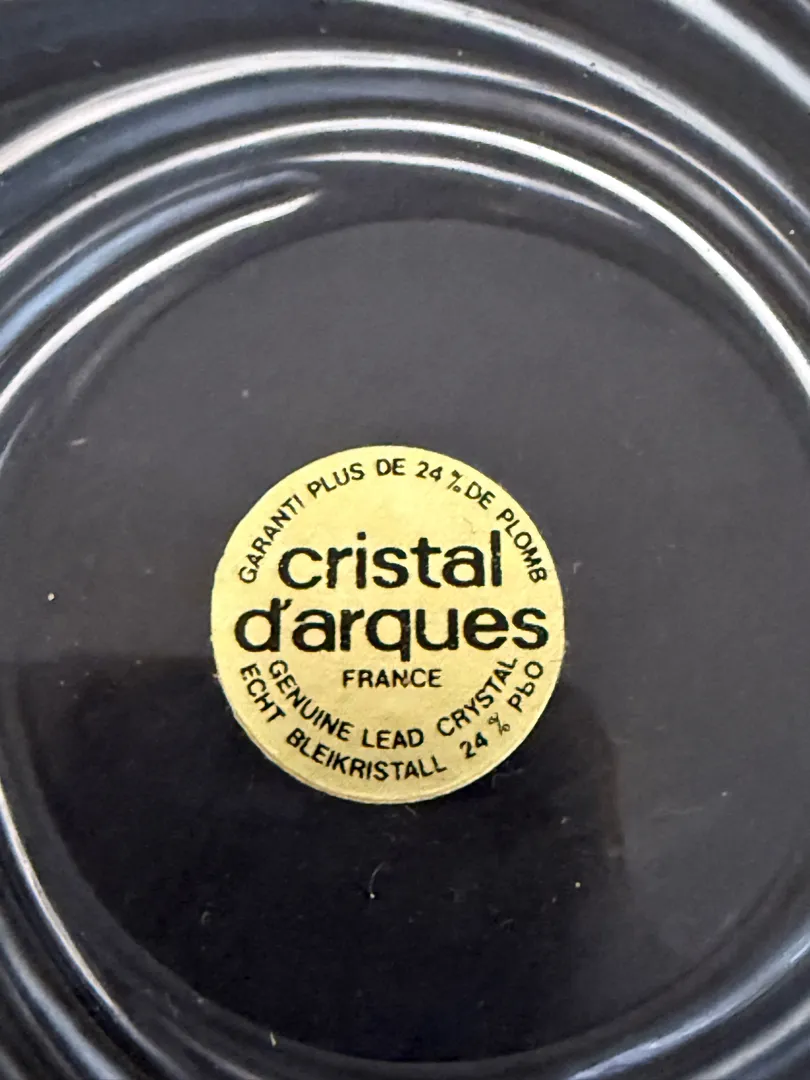 GARANTI PLUS DE 24 % DE PLOMB
cristal
d'arques
FRANCE
GENUINE LEAD CRYSTAL
ECHT BLEIKRISTALL 24 % PbO